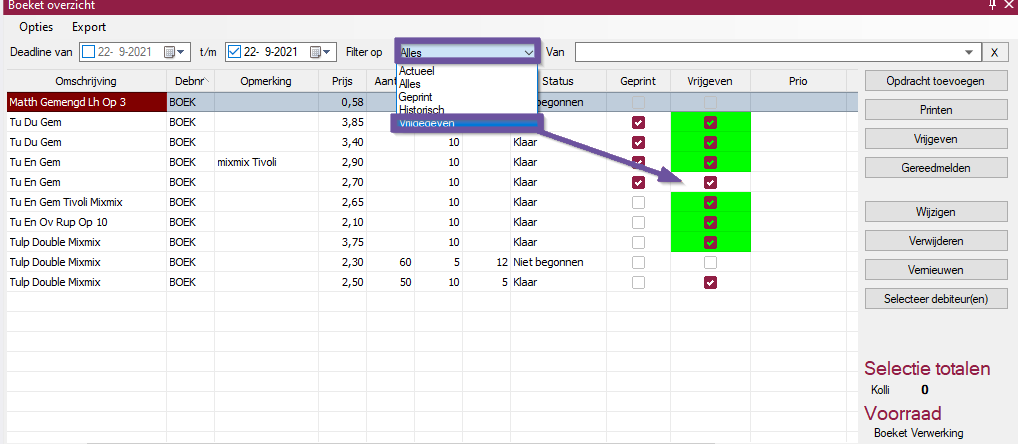 Boeket overzicht
Opties Export
Deadline van 22- 9-2021 t/m 22- 9-2021 Filter op Alles Van X
Actueel
Alles
Geprint
Historisch
Omschrijving Debnr Opmerking Prijs Aant Status Geprint Vrijgeven Prio
Matth Gemengd Lh Op 3 BOEK 0,58 begonnen
Tu Du Gem BOEK 3,85
Tu Du Gem BOEK 3,40 10 Klaar
Tu En Gem BOEK mixmix Tivoli 2,90 10 Klaar
Tu En Gem BOEK 2,70 10 Klaar
Tu En Gem Tivoli Mixmix BOEK 2,65 10 Klaar
Tu En Ov Rup Op 10 BOEK 2,10 10 Klaar
Tulp Double Mixmix BOEK 3,75 10 Klaar
Tulp Double Mixmix BOEK 2,30 60 5 12 Niet begonnen
Tulp Double Mixmix BOEK 2,50 50 10 5 Klaar
Opdracht toevoegen
Printen
Vrijgeven
Gereedmelden
Wijzigen
Verwijderen
Vernieuwen
Selecteer debiteur(en)
Selectie totalen
Kolli 0
Voorraad
Boeket Verwerking